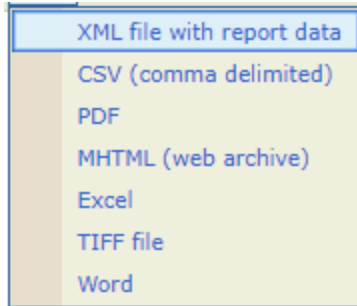 XML file with report data
CSV (comma delimited)
PDF
MHTML (web archive)
Excel
TIFF file
Word